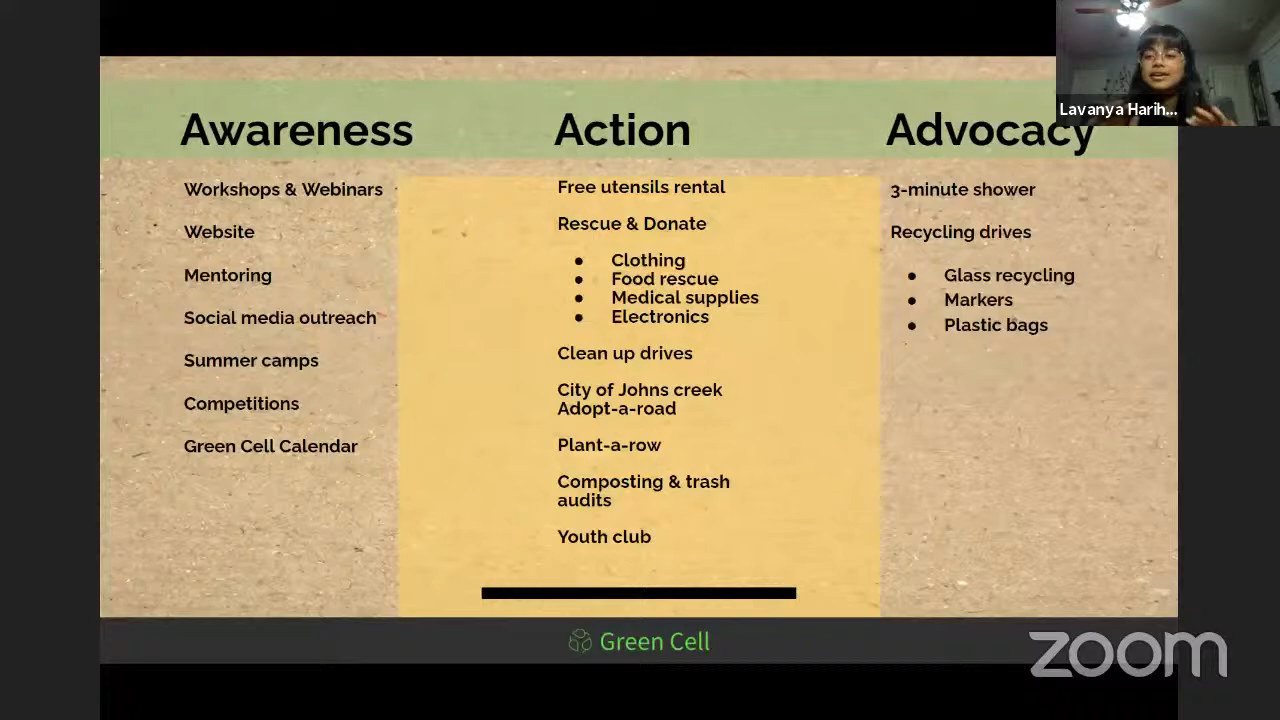 Awareness
Workshops & Webinars
Website
Mentoring
Social media outreach
Summer camps
Competitions
Green Cell Calendar
Action
Free utensils rental
Rescue & Donate
● Clothing
● Food rescue
● Medical supplies
● Electronics
Clean up drives
City of Johns creek
Adopt-a-road
Plant-a-row
Composting & trash
audits
Youth club
Advocacy
3-minute shower
Recycling drives
● Glass recycling
● Markers
● Plastic bags
Lavanya Harih...
Green Cell
zoom